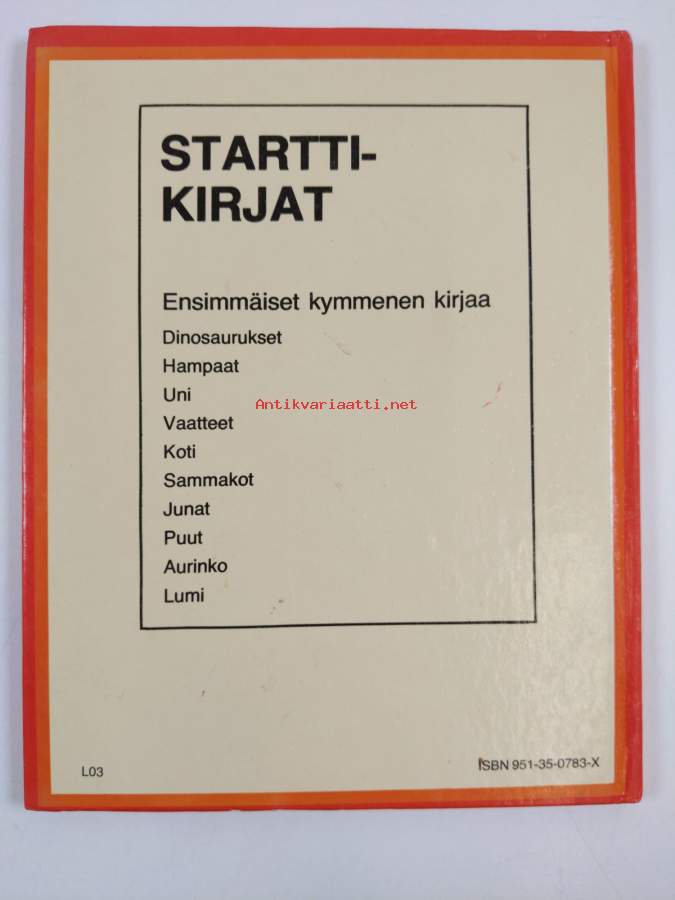 STARTTI-
KIRJAT
Ensimmäiset kymmenen kirjaa
Dinosaurukset
Hampaat
Uni
Antikvariaatti.net
Vaatteet
Koti
Sammakot
Junat
Puut
Aurinko
Lumi
L03
ISBN 951-35-0783-X